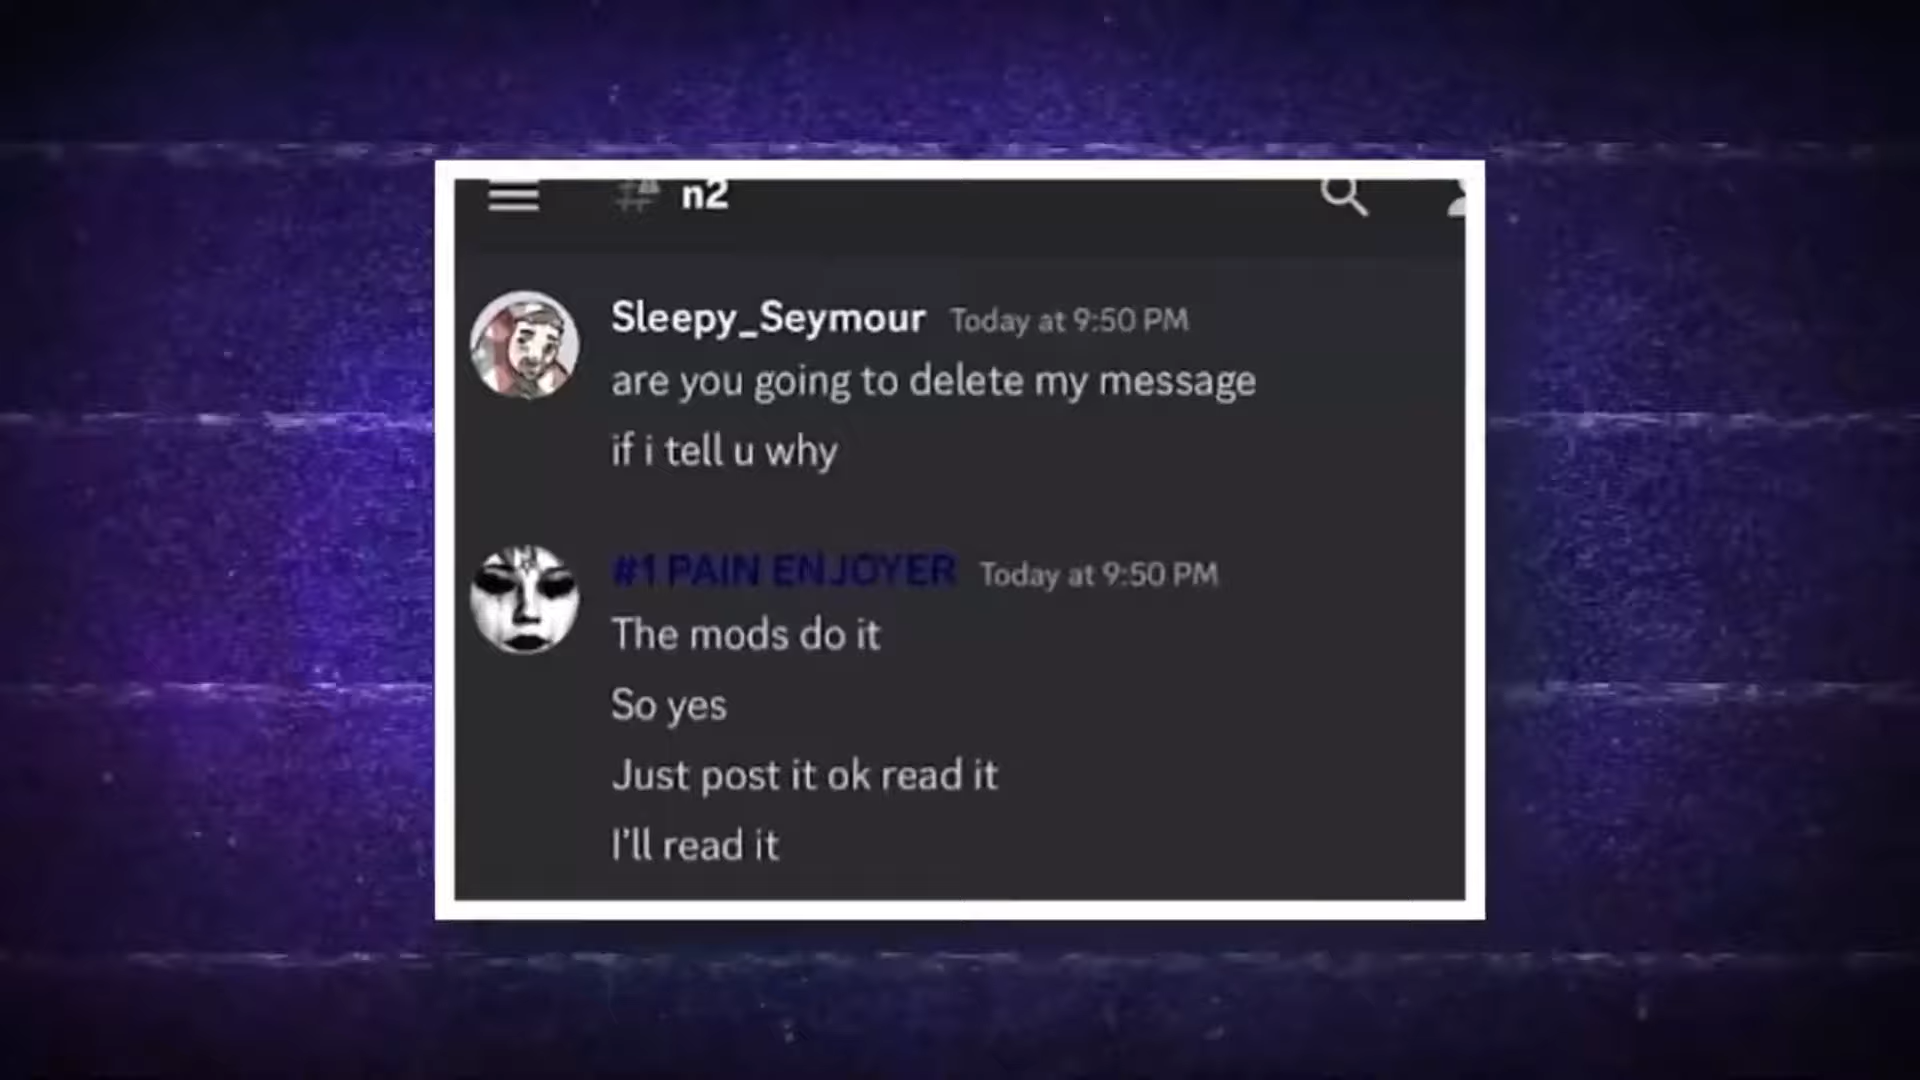 # n2
Sleepy_Seymour Today at 9:50 PM
are you going to delete my message
if i tell u why
#1 PAIN ENJOYER Today at 9:50 PM
The mods do it
So yes
Just post it ok read it
I'll read it